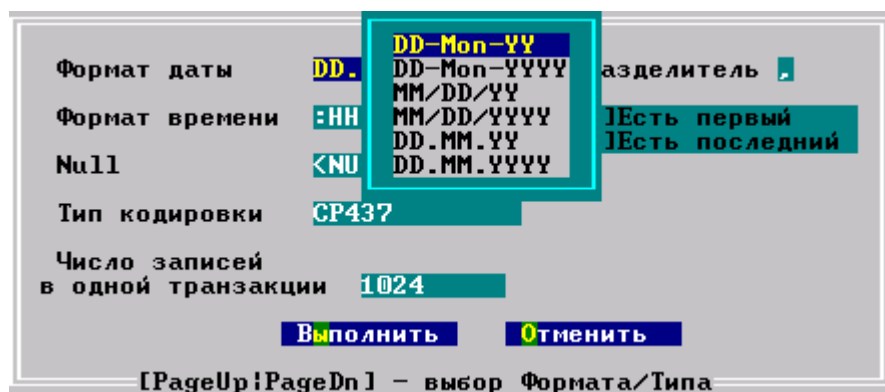 DD-Mon-YY
Формат даты DD. DD-Mon-YYYY азделитель ,
MM/DD/YY
Формат времени :HH MM/DD/YYYY ]Есть первый
DD.MM.YY ]Есть последний
Null <NU DD.MM.YYYY
Тип кодировки CP437
Число записей
в одной транзакции 1024
Выполнить Отменить
[PageUp¦PageDn] - выбор Формата/Типа